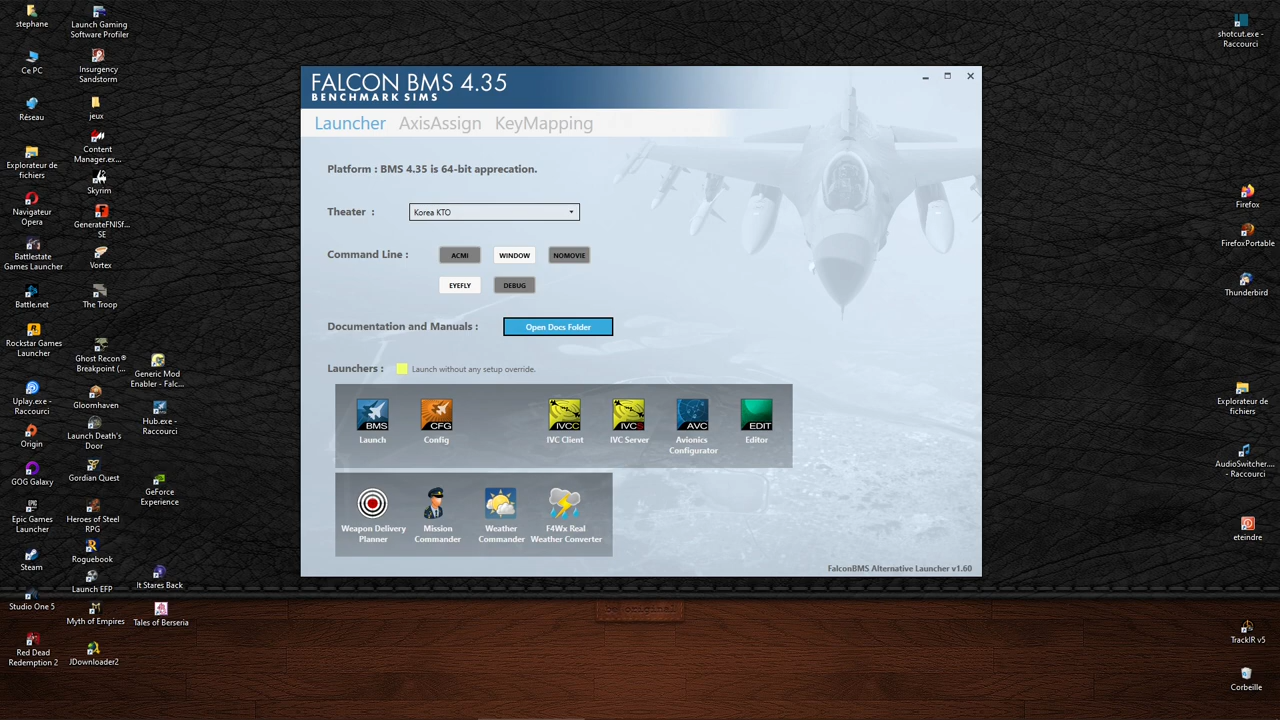 stephane
Launch Gaming
Software Profiler
Ce PC
Insurgency
Sandstorm
Réseau
jeux
Explorateur de
fichiers
Content
Manager.ex...
Skyrim
Navigateur
Opera
GenerateFNISf...
SE
Battlestate
Games Launcher
Vortex
Battle.net
The Troop
Rockstar Games
Launcher
Ghost Recon®
Breakpoint (...
Generic Mod
Enabler - Falc...
Uplay.exe -
Raccourci
Gloomhaven
Hub.exe -
Raccourci
Origin
Launch Death's
Door
GOG Galaxy
Gordian Quest
GeForce
Experience
Epic Games
Launcher
Heroes of Steel
RPG
Steam
Roguebook
Launch EFP
It Stares Back
Studio One 5
Myth of Empires
Tales of Berseria
Red Dead
Redemption 2
JDownloader2
FALCON BMS 4.35
BENCHMARK SIMS
Launcher AxisAssign KeyMapping
Platform : BMS 4.35 is 64-bit apprecation.
Theater : Korea KTO
Command Line : ACMI WINDOW NOMOVIE
EYEFLY DEBUG
Documentation and Manuals : Open Docs Folder
Launchers : Launch without any setup override.
BMS CFG IVCC IVCS AVC EDIT
Launch Config IVC Client IVC Server Avionics Configurator Editor
Weapon Delivery Planner
Mission Commander
Weather Commander
F4Wx Real Weather Converter
FalconBMS Alternative Launcher v1.60
be original
shotcut.exe -
Raccourci
Firefox
FirefoxPortable
Thunderbird
Explorateur de
fichiers
AudioSwitcher....
- Raccourci
eteindre
TrackIR v5
Corbeille